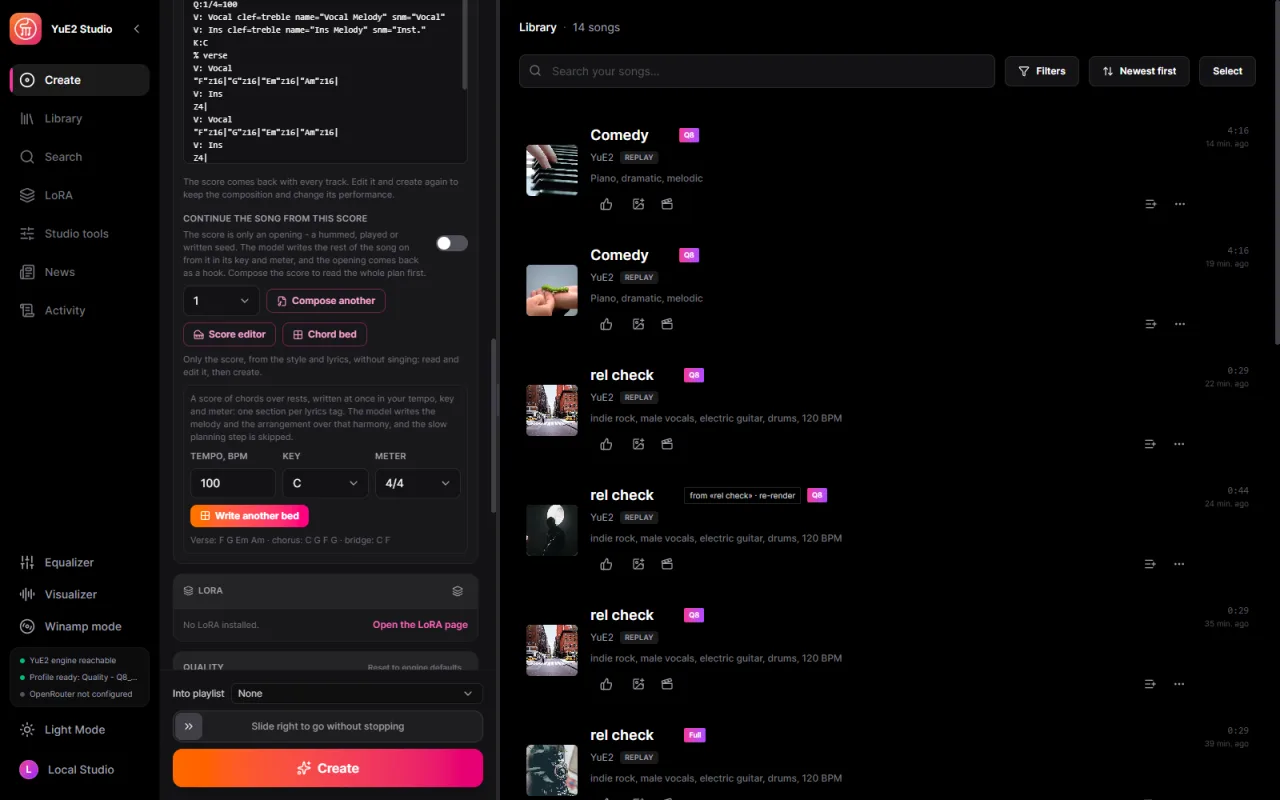 YuE2 Studio
Create
Library
Search
LoRA
Studio tools
News
Activity
Equalizer
Visualizer
Winamp mode
YuE2 engine reachable
Profile ready: Quality - Q8_...
OpenRouter not configured
Light Mode
L
Local Studio
Q:1/4=100
V: Vocal clef=treble name="Vocal Melody" snm="Vocal"
V: Ins clef=treble name="Ins Melody" snm="Inst."
K:C
% verse
V: Vocal
"F"z16|"G"z16|"Em"z16|"Am"z16|
V: Ins
Z4|
V: Vocal
"F"z16|"G"z16|"Em"z16|"Am"z16|
V: Ins
Z4|
The score comes back with every track. Edit it and create again to
keep the composition and change its performance.
CONTINUE THE SONG FROM THIS SCORE
The score is only an opening - a hummed, played or
written seed. The model writes the rest of the song on
from it in its key and meter, and the opening comes back
as a hook. Compose the score to read the whole plan first.
1
Compose another
Score editor
Chord bed
Only the score, from the style and lyrics, without singing: read and
edit it, then create.
A score of chords over rests, written at once in your tempo, key
and meter: one section per lyrics tag. The model writes the
melody and the arrangement over that harmony, and the slow
planning step is skipped.
TEMPO, BPM KEY METER
100 C 4/4
Write another bed
Verse: F G Em Am · chorus: C G F G · bridge: C F
LORA
No LoRA installed. Open the LoRA page
QUALITY Reset to engine defaults
Into playlist None
Slide right to go without stopping
Create
Library · 14 songs
Search your songs...
Filters
Newest first
Select
Comedy Q8
4:16
YuE2 REPLAY
14 min. ago
Piano, dramatic, melodic
Comedy Q8
4:16
YuE2 REPLAY
19 min. ago
Piano, dramatic, melodic
rel check Q8
0:29
YuE2 REPLAY
22 min. ago
indie rock, male vocals, electric guitar, drums, 120 BPM
rel check from «rel check» · re-render Q8
0:44
YuE2 REPLAY
24 min. ago
indie rock, male vocals, electric guitar, drums, 120 BPM
rel check Q8
0:29
YuE2 REPLAY
35 min. ago
indie rock, male vocals, electric guitar, drums, 120 BPM
rel check Full
0:29
YuE2 REPLAY
39 min. ago
indie rock, male vocals, electric guitar, drums, 120 BPM